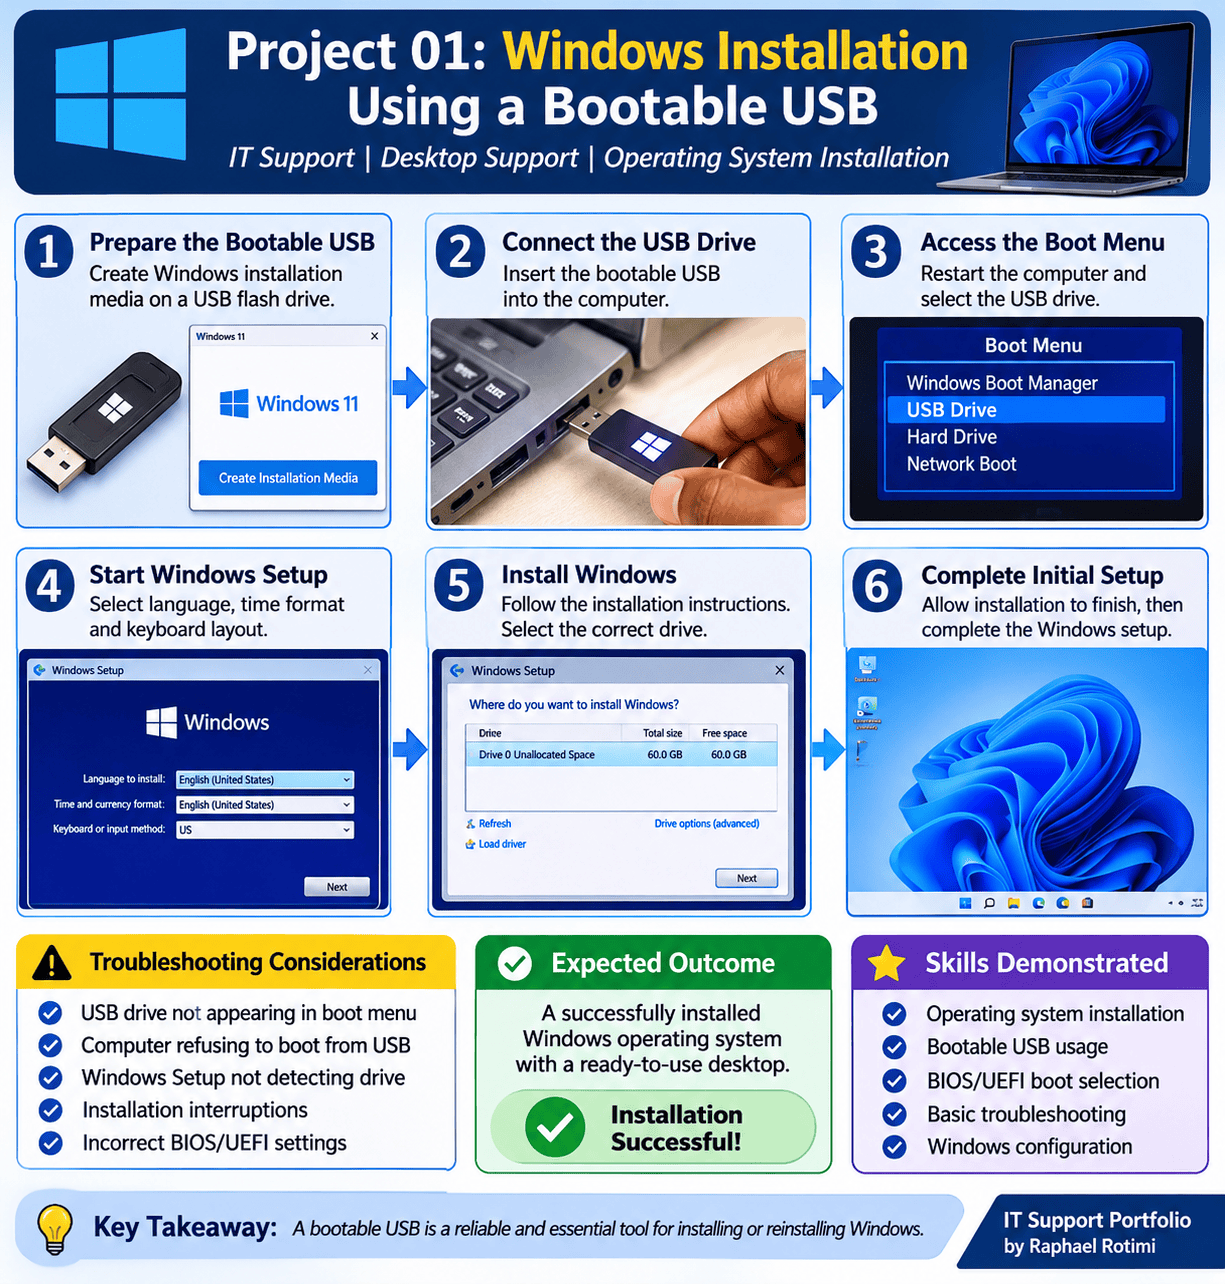 Project 01: Windows Installation
Using a Bootable USB
IT Support | Desktop Support | Operating System Installation
1
Prepare the Bootable USB
Create Windows installation
media on a USB flash drive.
Windows 11
Windows 11
Create Installation Media
2
Connect the USB Drive
Insert the bootable USB
into the computer.
3
Access the Boot Menu
Restart the computer and
select the USB drive.
Boot Menu
Windows Boot Manager
USB Drive
Hard Drive
Network Boot
4
Start Windows Setup
Select language, time format
and keyboard layout.
Windows Setup
Windows
Language to install: English (United States)
Time and currency format: English (United States)
Keyboard or input method: US
Next
5
Install Windows
Follow the installation instructions.
Select the correct drive.
Windows Setup
Where do you want to install Windows?
Drive Total size Free space
Drive 0 Unallocated Space 60.0 GB 60.0 GB
Refresh
Drive options (advanced)
Load driver
Next
6
Complete Initial Setup
Allow installation to finish, then
complete the Windows setup.
Troubleshooting Considerations
USB drive not appearing in boot menu
Computer refusing to boot from USB
Windows Setup not detecting drive
Installation interruptions
Incorrect BIOS/UEFI settings
Expected Outcome
A successfully installed
Windows operating system
with a ready-to-use desktop.
Installation
Successful!
Skills Demonstrated
Operating system installation
Bootable USB usage
BIOS/UEFI boot selection
Basic troubleshooting
Windows configuration
Key Takeaway: A bootable USB is a reliable and essential tool for installing or reinstalling Windows.
IT Support Portfolio
by Raphael Rotimi